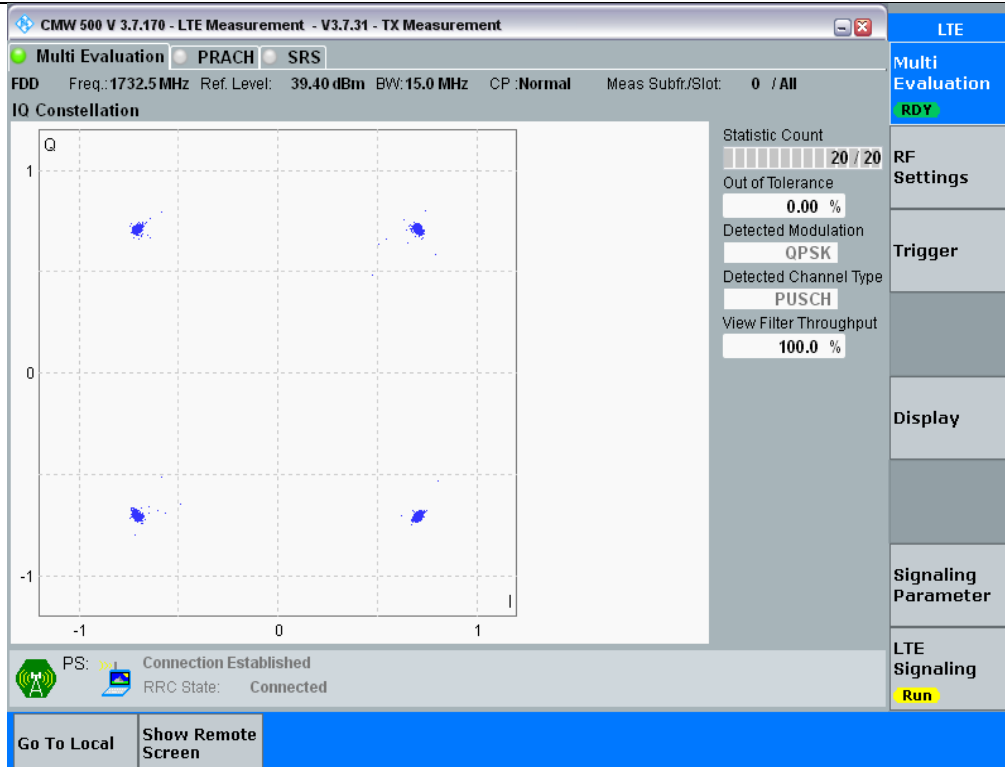 CMW 500 V 3.7.170 - LTE Measurement - V3.7.31 - TX Measurement
LTE
Multi Evaluation PRACH SRS
FDD Freq.:1732.5 MHz Ref. Level: 39.40 dBm BW:15.0 MHz CP :Normal Meas Subfr./Slot: 0 / All
IQ Constellation
Q
1
0
-1
I
-1 0 1
Statistic Count
20 / 20
Out of Tolerance
0.00 %
Detected Modulation
QPSK
Detected Channel Type
PUSCH
View Filter Throughput
100.0 %
Multi
Evaluation
RDY
RF
Settings
Trigger
Display
Signaling
Parameter
LTE
Signaling
Run
PS: Connection Established
RRC State: Connected
Go To Local
Show Remote
Screen